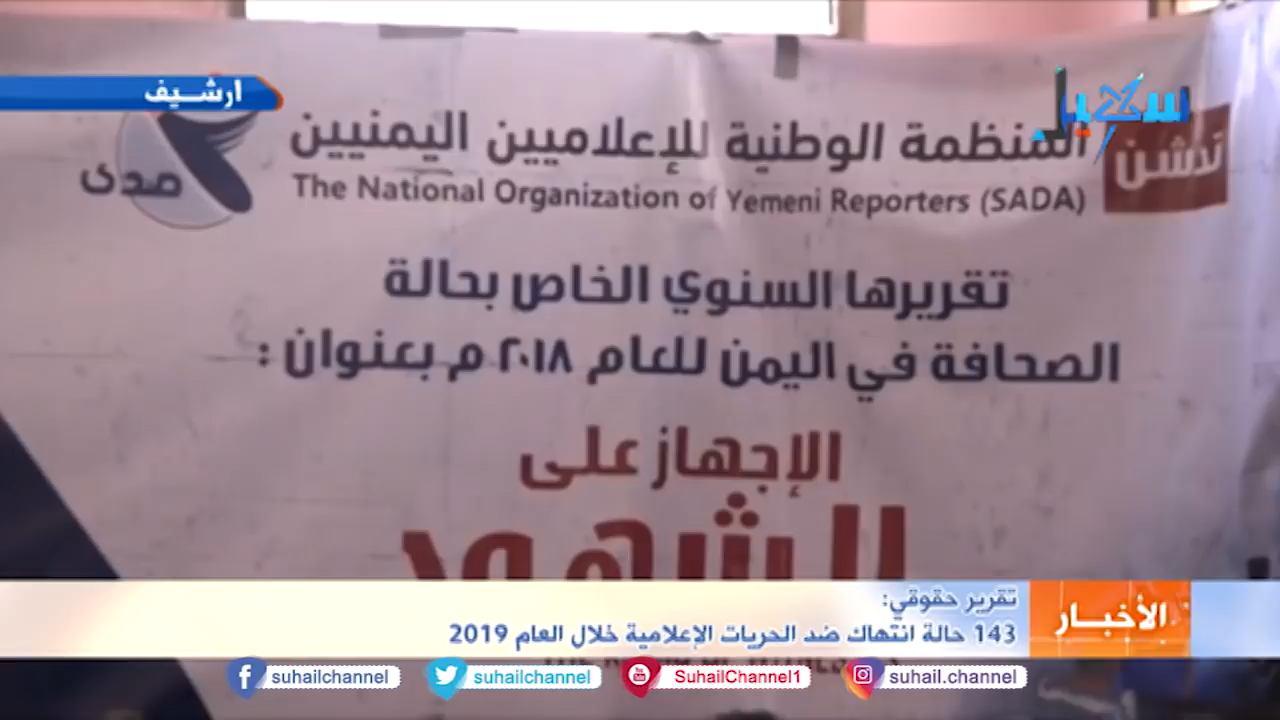 ارشيف
سهيل
تدشن
المنظمة الوطنية للإعلاميين اليمنيين
The National Organization of Yemeni Reporters (SADA)
صدى
تقريرها السنوي الخاص بحالة
الصحافة في اليمن للعام ٢٠١٨ م بعنوان :
الإجهاز على
الشهود
الأخبار
تقرير حقوقي:
143 حالة انتهاك ضد الحريات الإعلامية خلال العام 2019
suhailchannel
suhailchannel
SuhailChannel1
suhail.channel